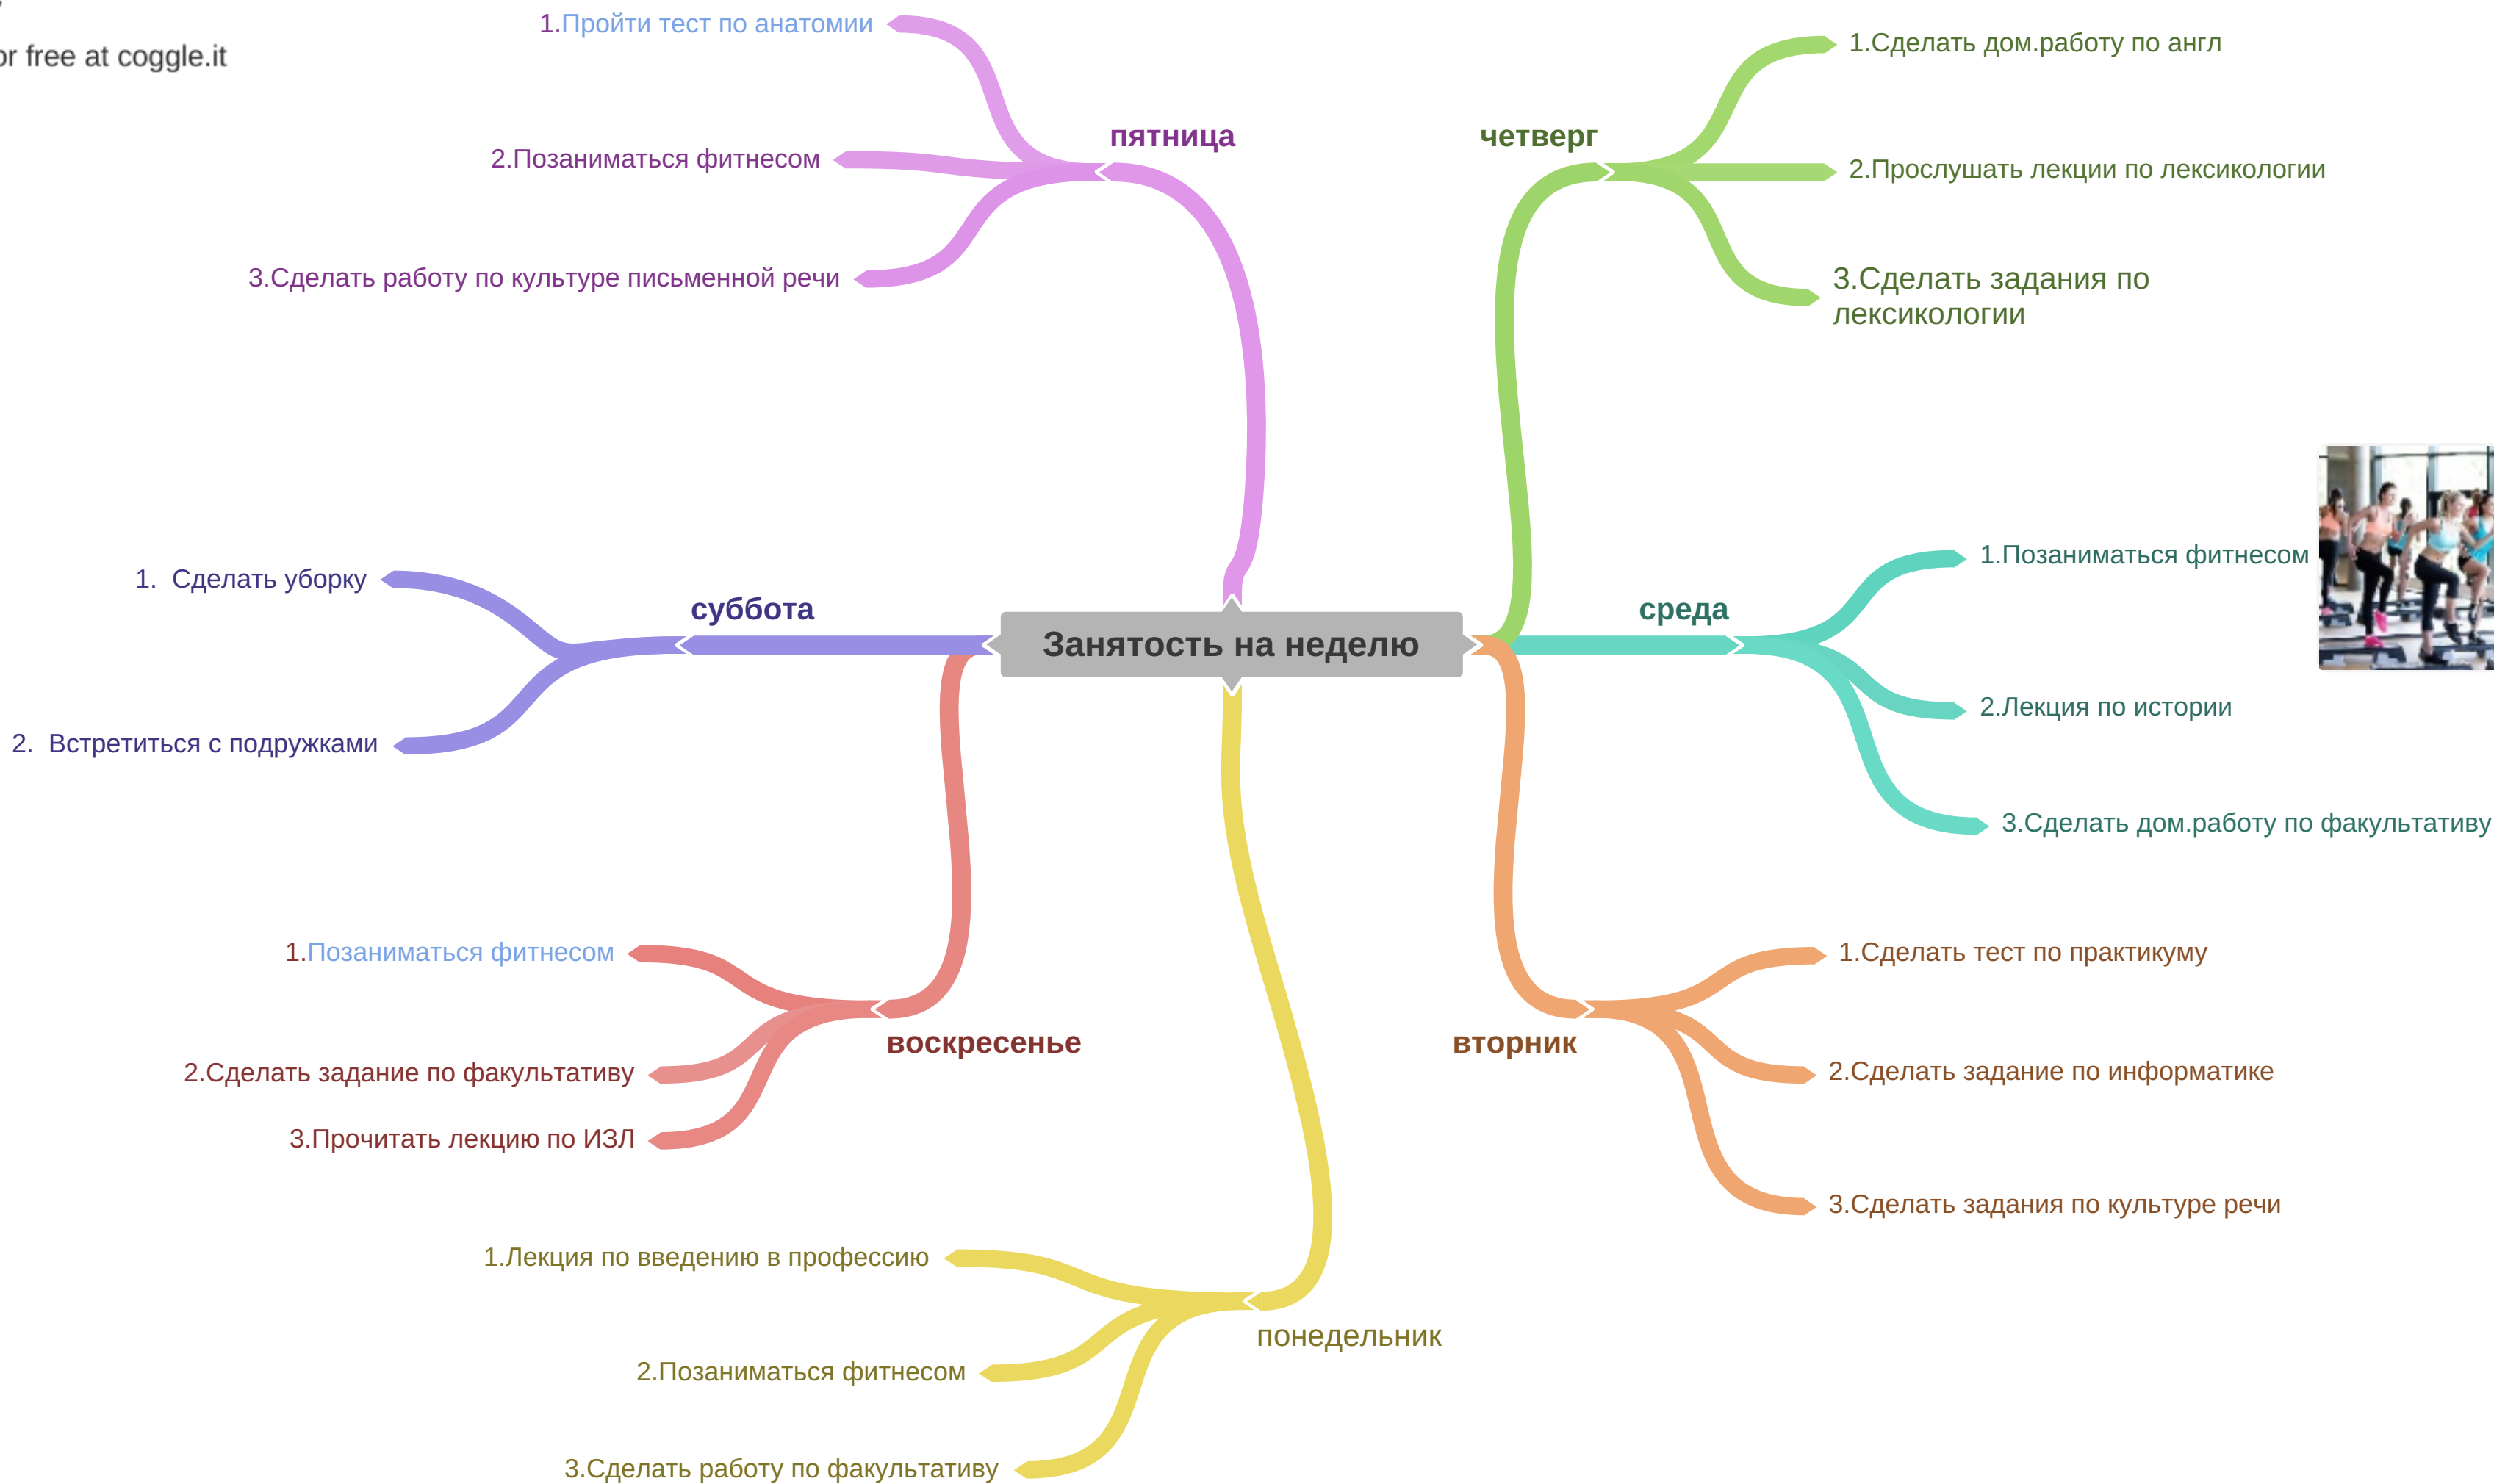 or free at coggle.it
1.Пройти тест по анатомии
2.Позаниматься фитнесом
3.Сделать работу по культуре письменной речи
пятница
четверг
1.Сделать дом.работу по англ
2.Прослушать лекции по лексикологии
3.Сделать задания по
лексикологии
1. Сделать уборку
2. Встретиться с подружками
суббота
Занятость на неделю
среда
1.Позаниматься фитнесом
2.Лекция по истории
3.Сделать дом.работу по факультативу
1.Позаниматься фитнесом
2.Сделать задание по факультативу
3.Прочитать лекцию по ИЗЛ
воскресенье
вторник
1.Сделать тест по практикуму
2.Сделать задание по информатике
3.Сделать задания по культуре речи
1.Лекция по введению в профессию
2.Позаниматься фитнесом
3.Сделать работу по факультативу
понедельник